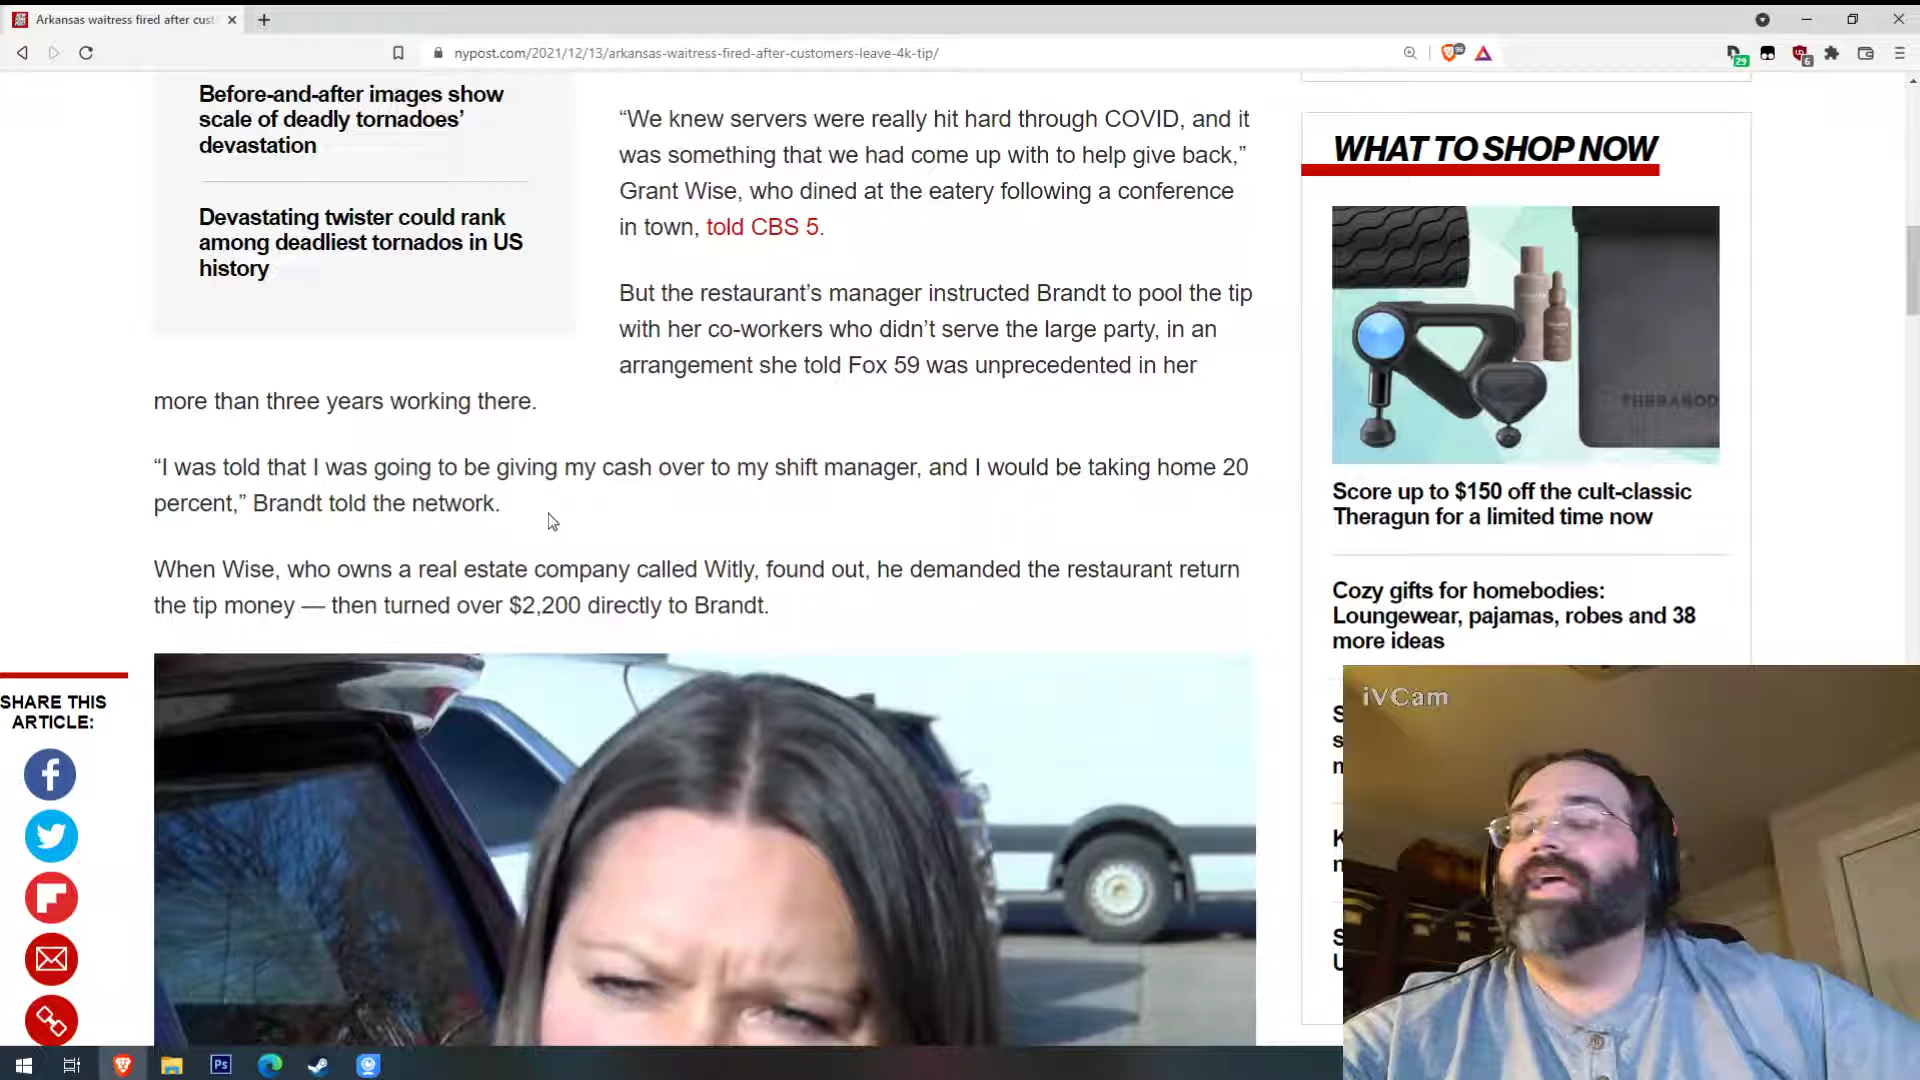 Arkansas waitress fired after cust
nypost.com/2021/12/13/arkansas-waitress-fired-after-customers-leave-4k-tip/
29
6
Before-and-after images show
scale of deadly tornadoes'
devastation
Devastating twister could rank
among deadliest tornados in US
history
“We knew servers were really hit hard through COVID, and it
was something that we had come up with to help give back,”
Grant Wise, who dined at the eatery following a conference
in town, told CBS 5.
But the restaurant’s manager instructed Brandt to pool the tip
with her co-workers who didn’t serve the large party, in an
arrangement she told Fox 59 was unprecedented in her
more than three years working there.
“I was told that I was going to be giving my cash over to my shift manager, and I would be taking home 20
percent,” Brandt told the network.
When Wise, who owns a real estate company called Witly, found out, he demanded the restaurant return
the tip money — then turned over $2,200 directly to Brandt.
SHARE THIS
ARTICLE:
WHAT TO SHOP NOW
THERABOD
Score up to $150 off the cult-classic
Theragun for a limited time now
Cozy gifts for homebodies:
Loungewear, pajamas, robes and 38
more ideas
iVCam
Ps